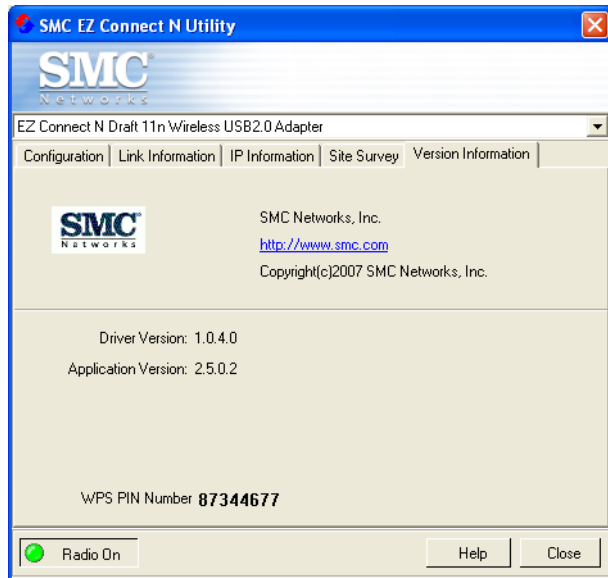 SMC EZ Connect N Utility
SMC®
Networks
EZ Connect N Draft 11n Wireless USB2.0 Adapter
Configuration Link Information IP Information Site Survey Version Information
SMC®
Networks
SMC Networks, Inc.
http://www.smc.com
Copyright(c)2007 SMC Networks, Inc.
Driver Version: 1.0.4.0
Application Version: 2.5.0.2
WPS PIN Number 87344677
Radio On Help Close